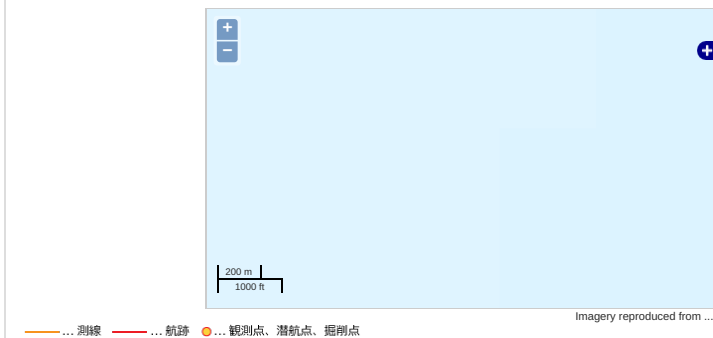 +
−
+
200 m
1000 ft
Imagery reproduced from ...
... 測線 ... 航跡 ... 観測点、潜航点、掘削点